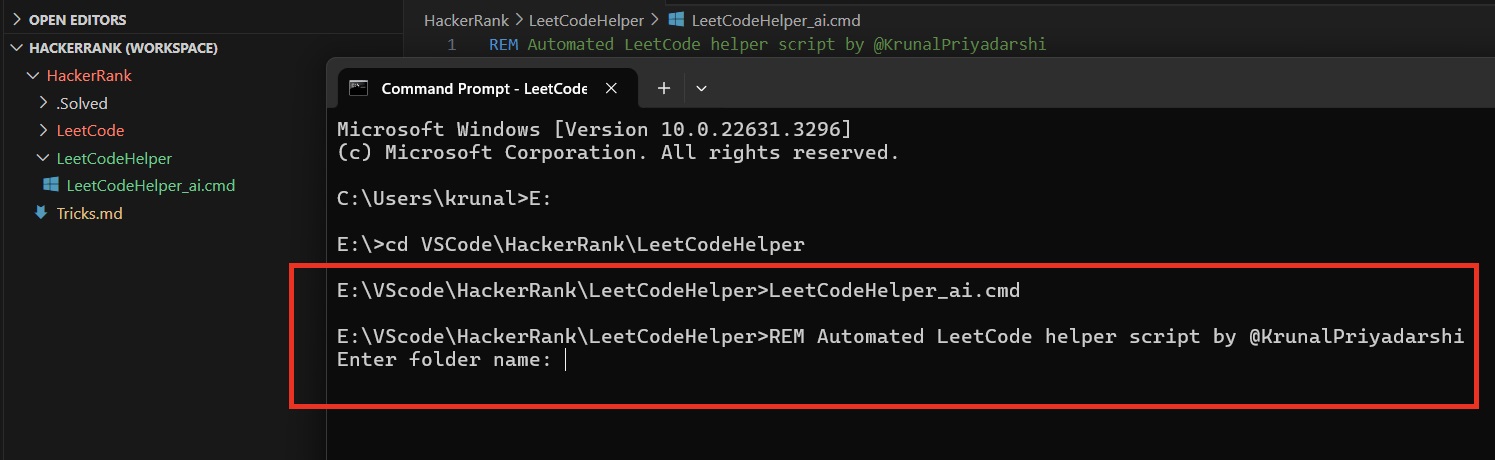 OPEN EDITORS
HACKERRANK (WORKSPACE)
HackerRank
.Solved
LeetCode
LeetCodeHelper
LeetCodeHelper_ai.cmd
Tricks.md
HackerRank > LeetCodeHelper > LeetCodeHelper_ai.cmd
1 REM Automated LeetCode helper script by @KrunalPriyadarshi
Command Prompt - LeetCode
Microsoft Windows [Version 10.0.22631.3296]
(c) Microsoft Corporation. All rights reserved.
C:\Users\krunal>E:
E:\>cd VSCode\HackerRank\LeetCodeHelper
E:\VScode\HackerRank\LeetCodeHelper>LeetCodeHelper_ai.cmd
E:\VScode\HackerRank\LeetCodeHelper>REM Automated LeetCode helper script by @KrunalPriyadarshi
Enter folder name: